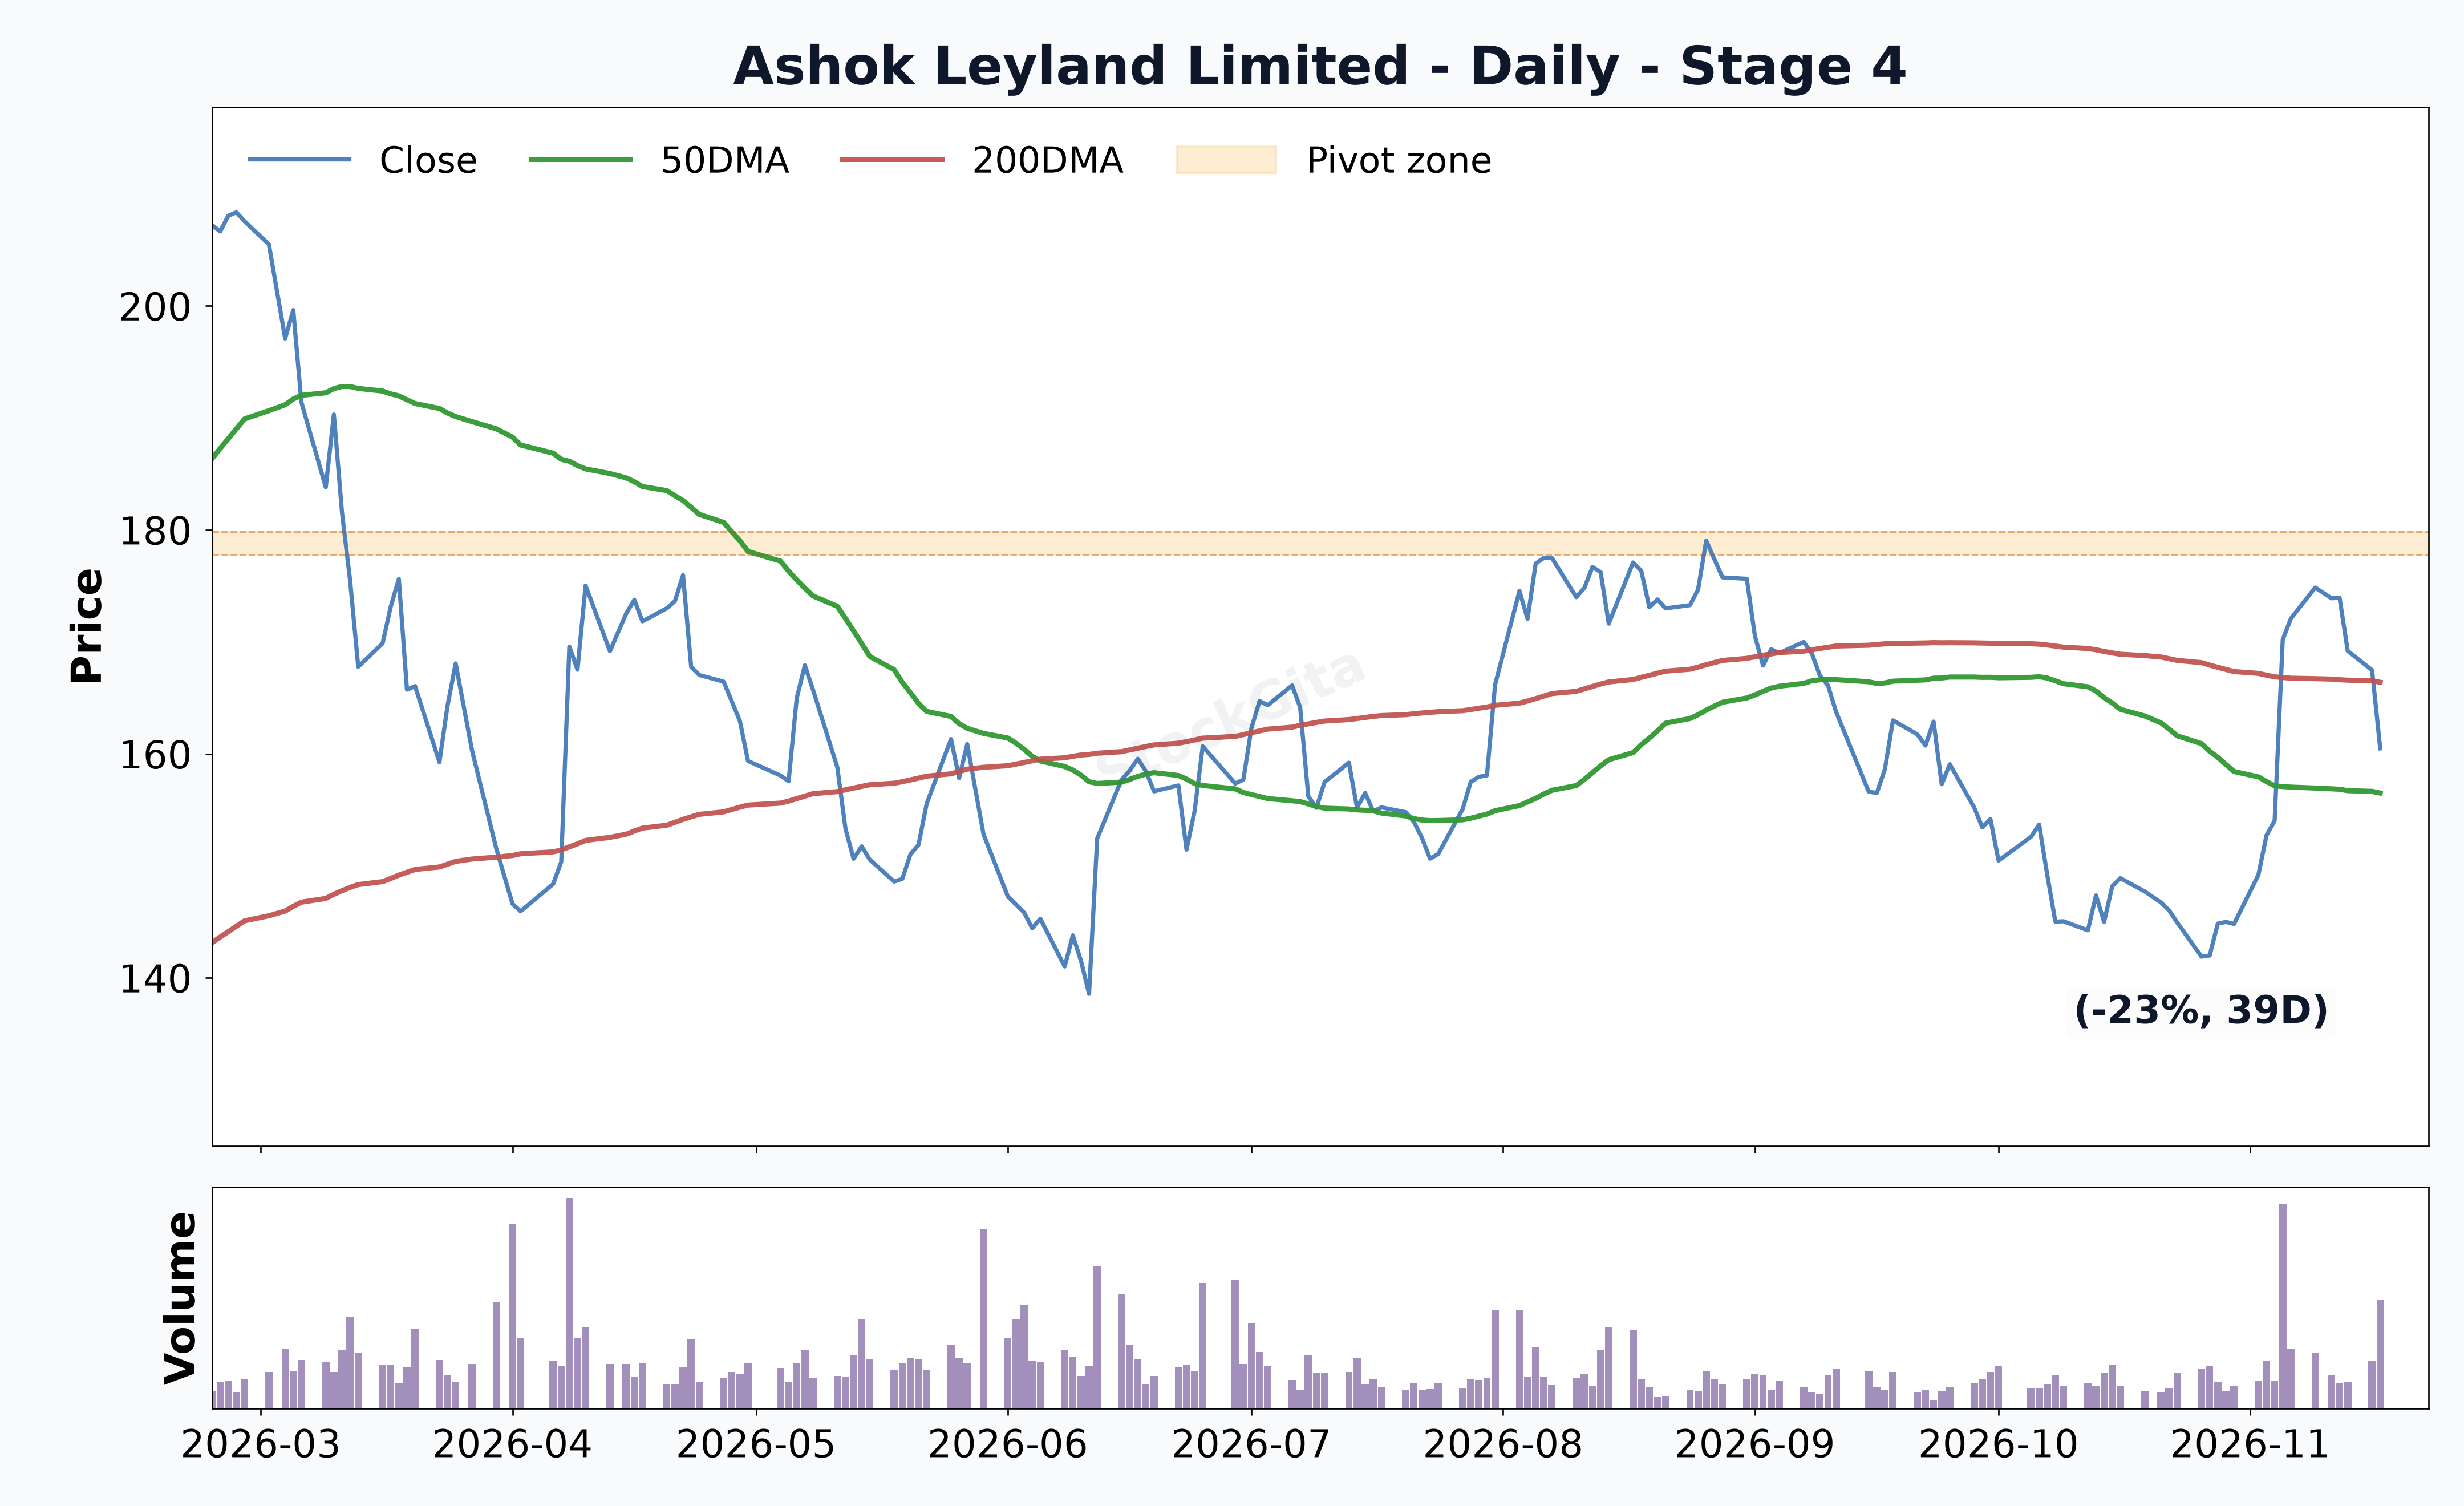 Ashok Leyland Limited - Daily - Stage 4
Close 50DMA 200DMA Pivot zone
200
180
160
140
Price
StockGita
(-23%, 39D)
Volume
2026-03 2026-04 2026-05 2026-06 2026-07 2026-08 2026-09 2026-10 2026-11